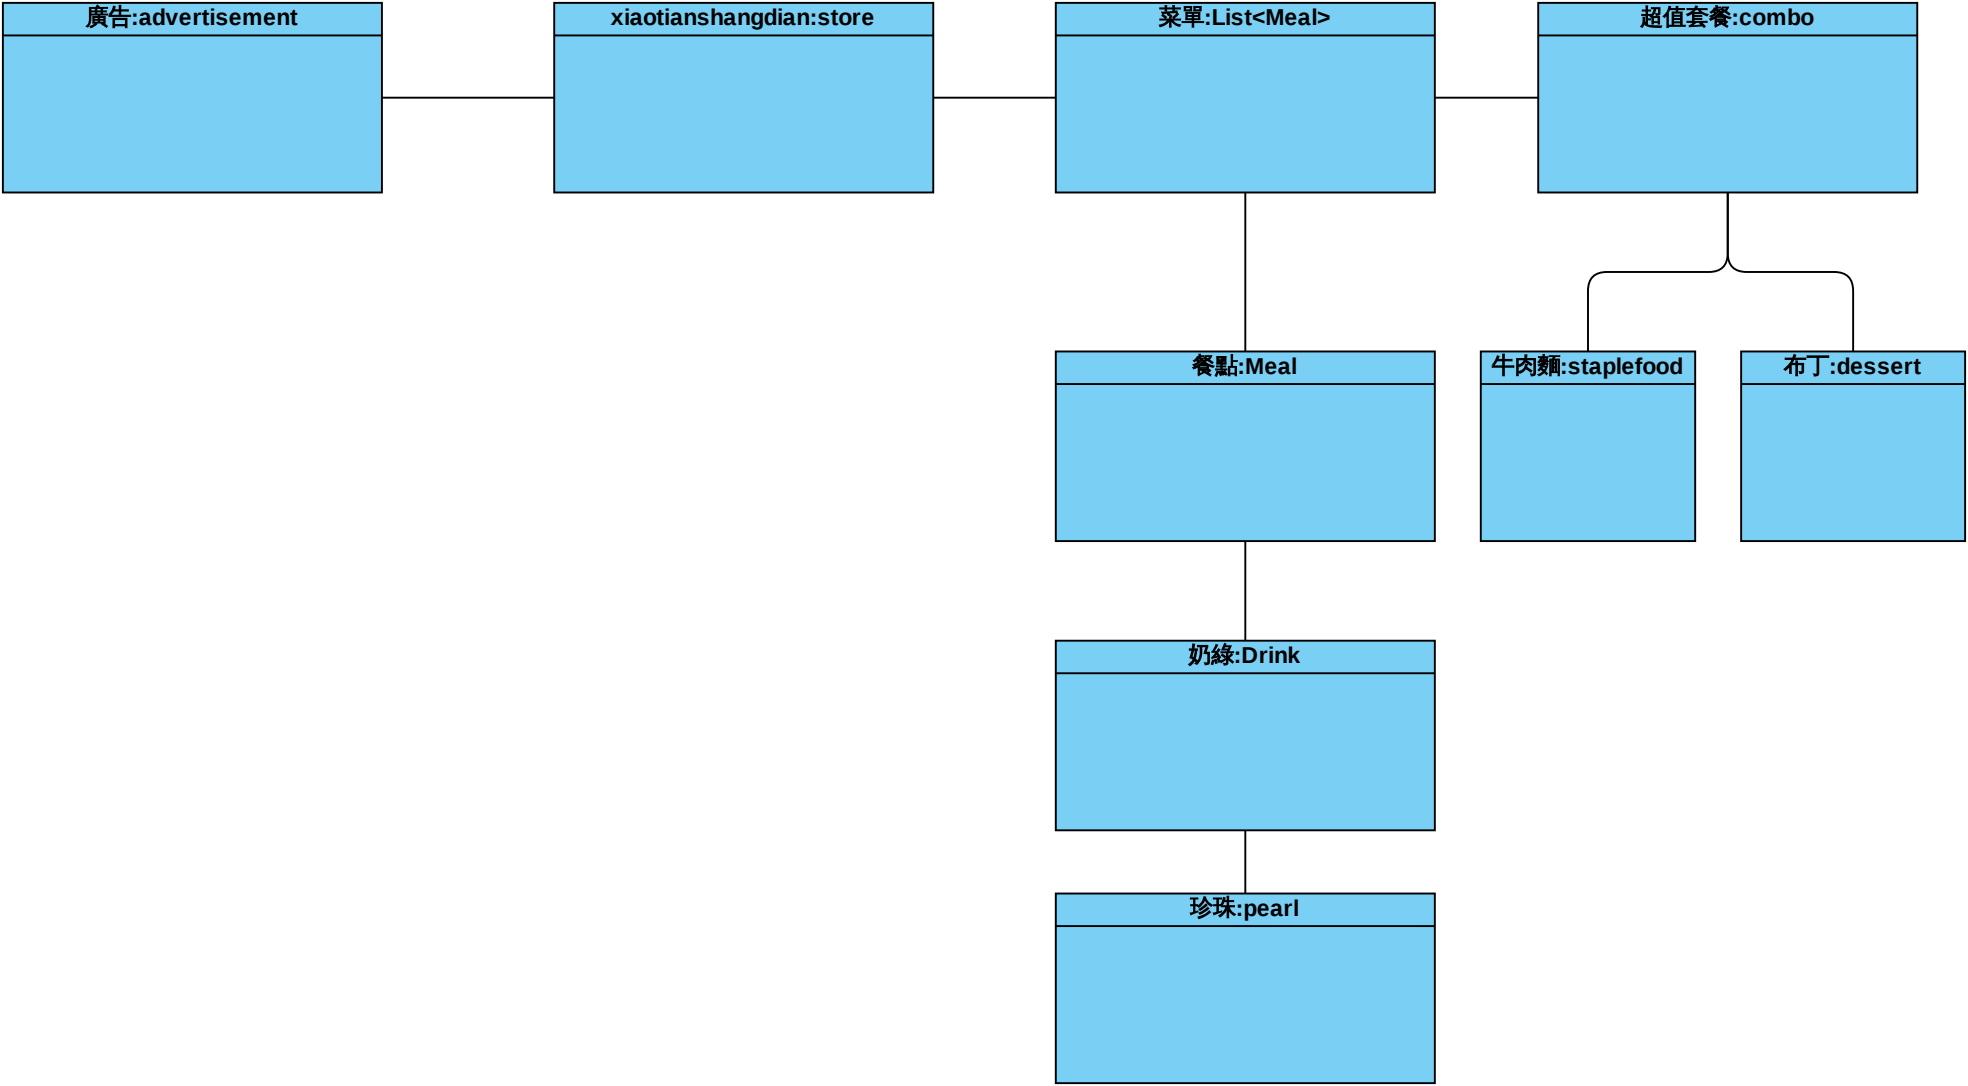 廣告:advertisement
xiaotianshangdian:store
菜單:List<Meal>
超值套餐:combo
餐點:Meal
牛肉麵:staplefood
布丁:dessert
奶綠:Drink
珍珠:pearl